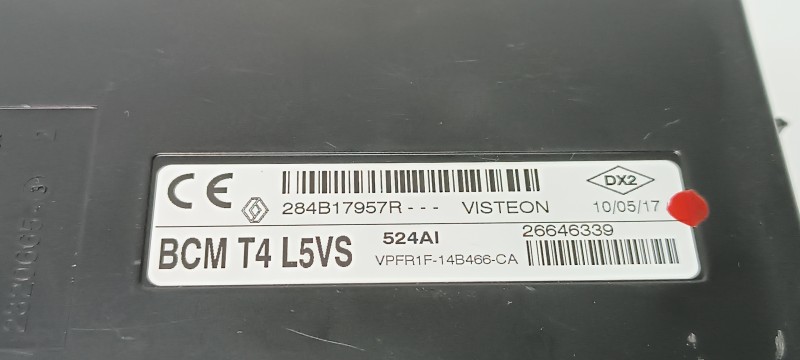 CE
284B17957R---
VISTEON
DX2
10/05/17
BCM T4 L5VS
524AI
26646339
VPFR1F-14B466-CA